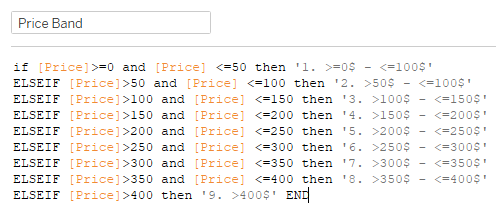 Price Band
if [Price]>=0 and [Price] <=50 then '1. >=0$ - <=100$'
ELSEIF [Price]>50 and [Price] <=100 then '2. >50$ - <=100$'
ELSEIF [Price]>100 and [Price] <=150 then '3. >100$ - <=150$'
ELSEIF [Price]>150 and [Price] <=200 then '4. >150$ - <=200$'
ELSEIF [Price]>200 and [Price] <=250 then '5. >200$ - <=250$'
ELSEIF [Price]>250 and [Price] <=300 then '6. >250$ - <=300$'
ELSEIF [Price]>300 and [Price] <=350 then '7. >300$ - <=350$'
ELSEIF [Price]>350 and [Price] <=400 then '8. >350$ - <=400$'
ELSEIF [Price]>400 then '9. >400$' END